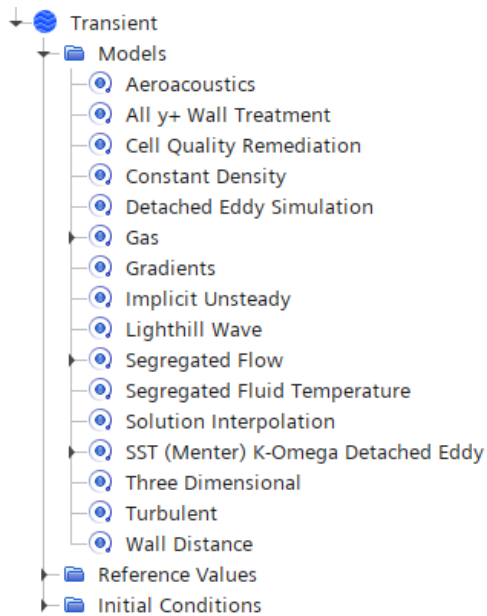 Transient
Models
Aeroacoustics
All y+ Wall Treatment
Cell Quality Remediation
Constant Density
Detached Eddy Simulation
Gas
Gradients
Implicit Unsteady
Lighthill Wave
Segregated Flow
Segregated Fluid Temperature
Solution Interpolation
SST (Menter) K-Omega Detached Eddy
Three Dimensional
Turbulent
Wall Distance
Reference Values
Initial Conditions